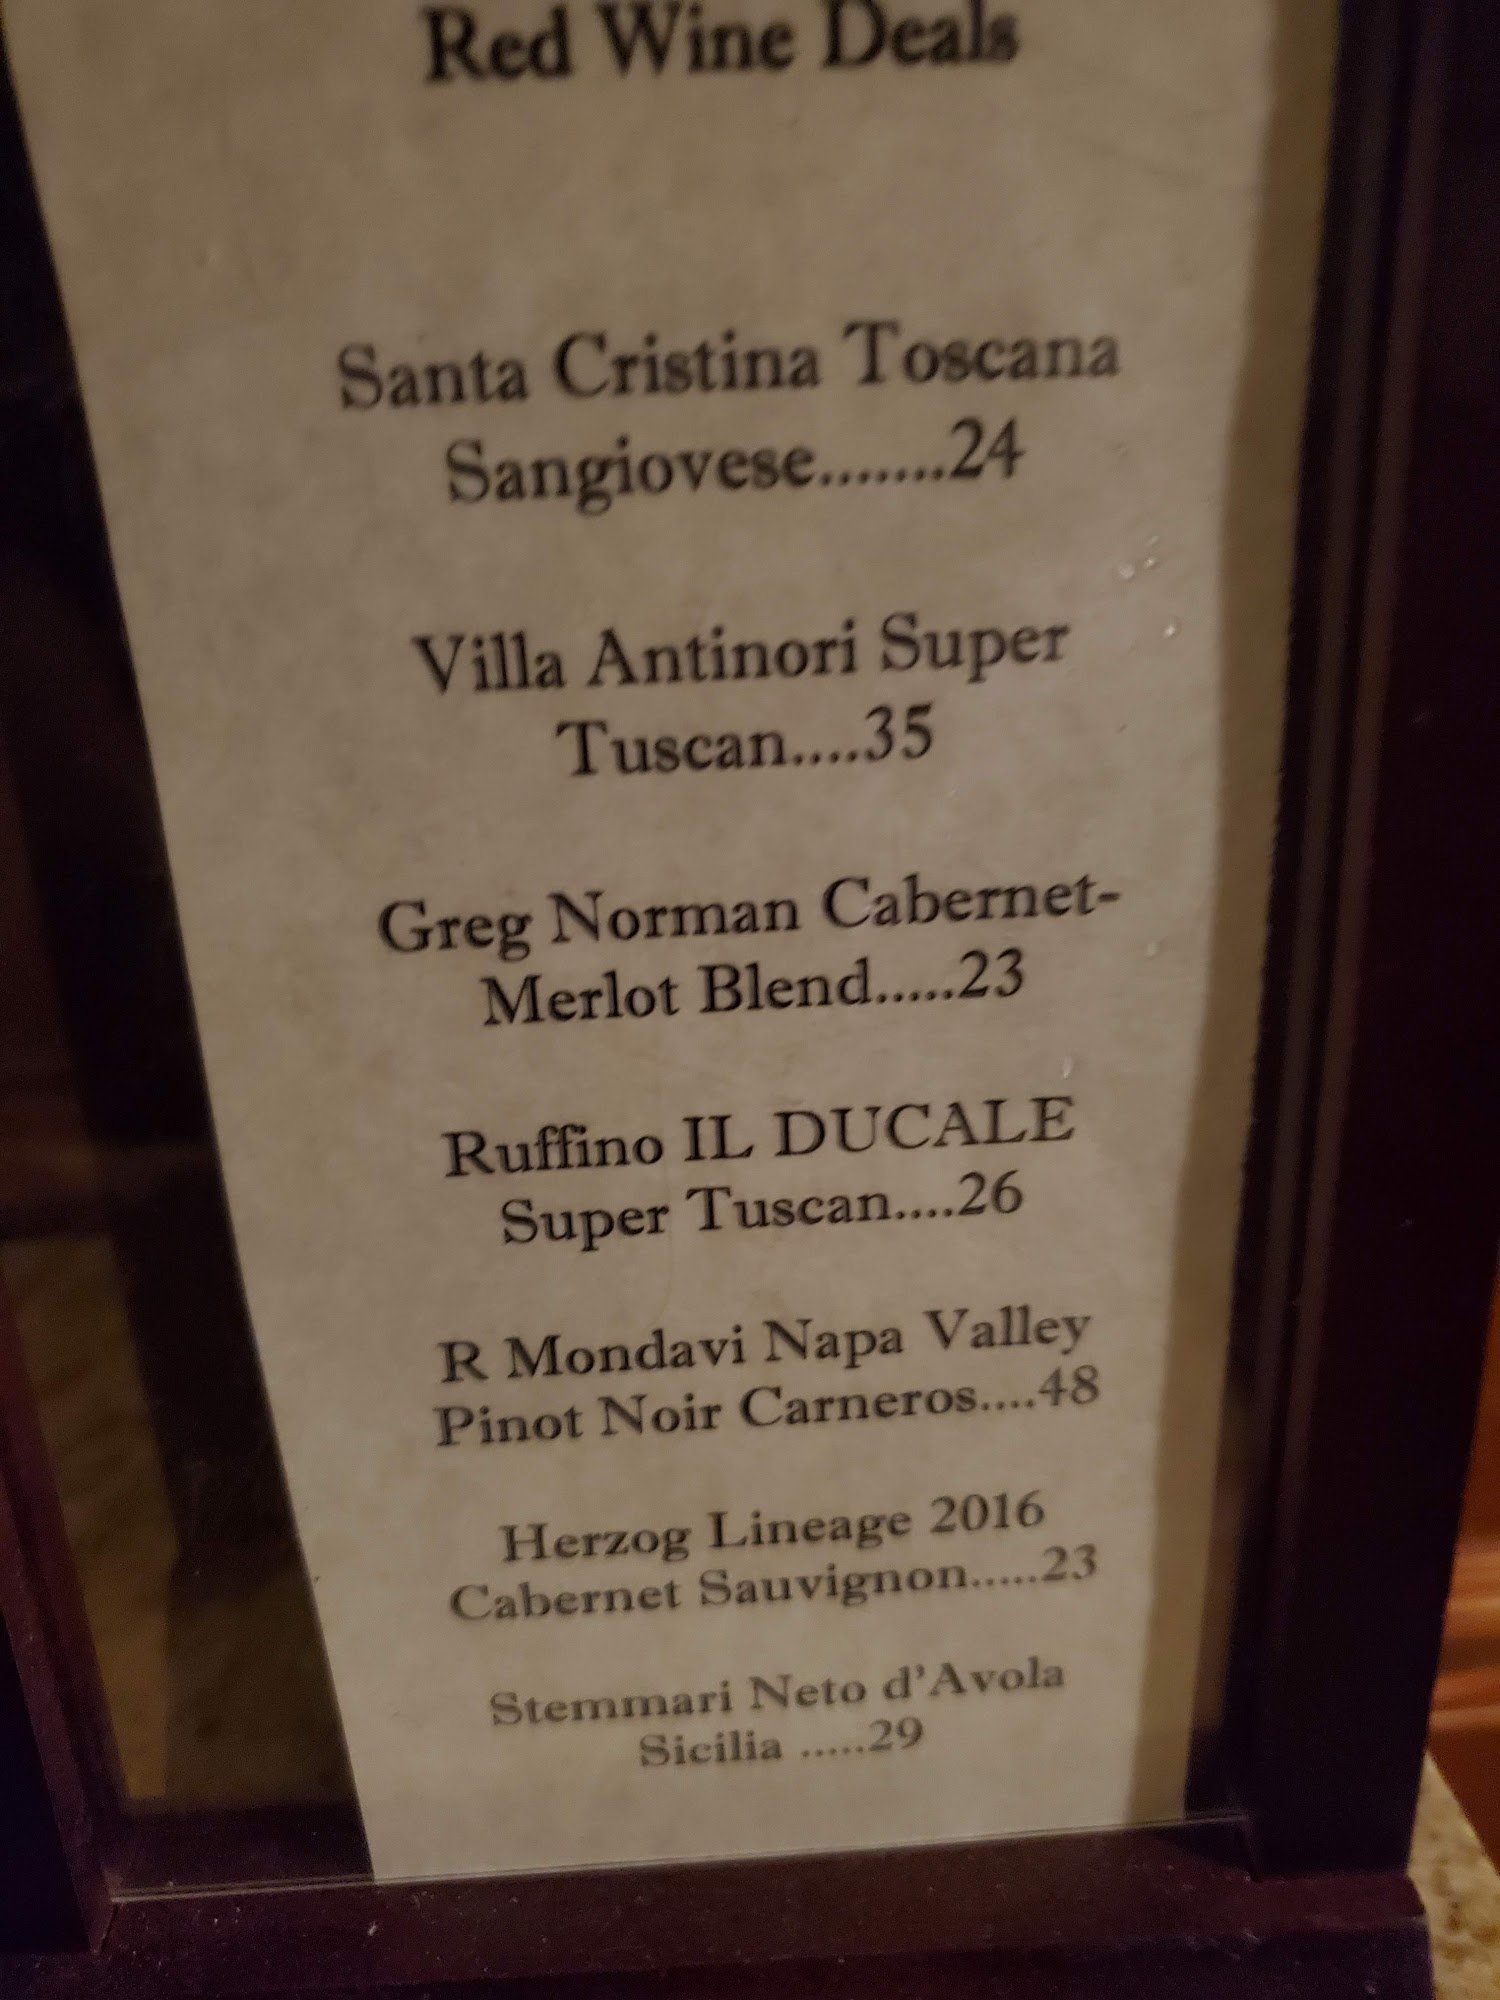 Red Wine Deals
Santa Cristina Toscana
Sangiovese.......24
Villa Antinori Super
Tuscan....35
Greg Norman Cabernet-
Merlot Blend.....23
Ruffino IL DUCALE
Super Tuscan....26
R Mondavi Napa Valley
Pinot Noir Carneros....48
Herzog Lineage 2016
Cabernet Sauvignon.....23
Stemmari Neto d'Avola
Sicilia .....29